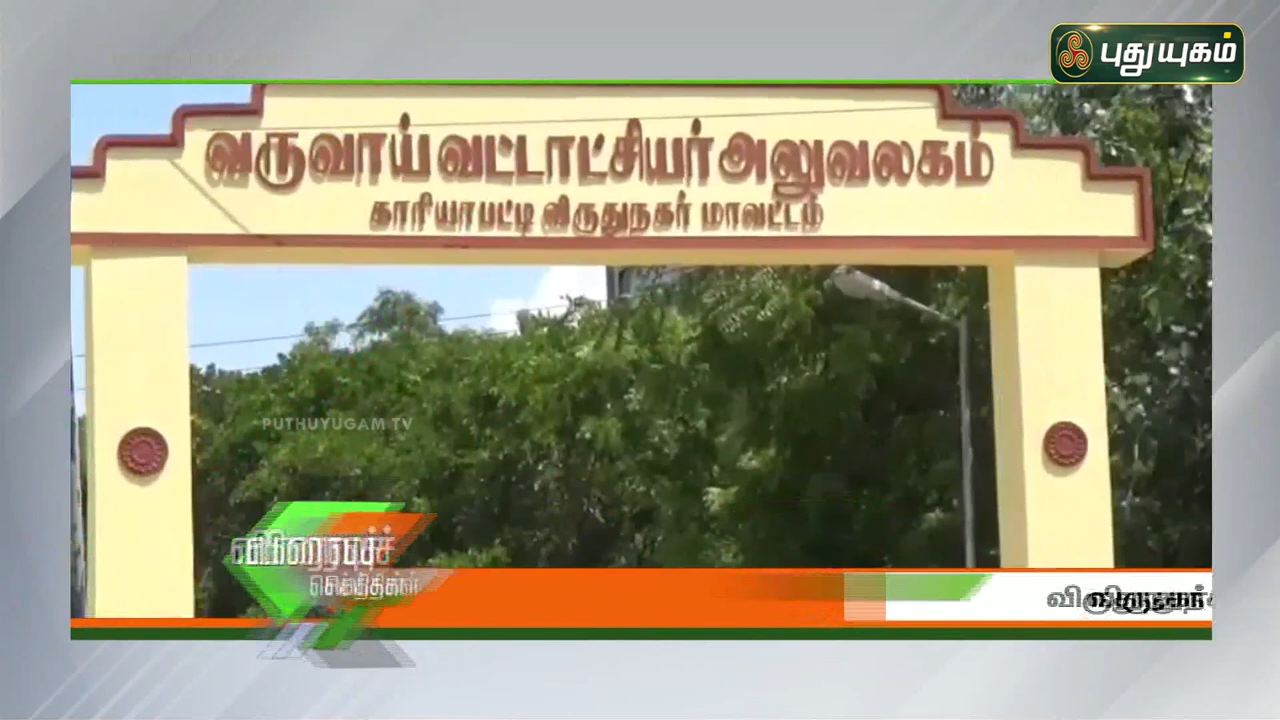 புதுயுகம்
வருவாய் வட்டாட்சியர் அலுவலகம்
காரியாபட்டி விருதுநகர் மாவட்டம்
PUTHUYUGAM TV
விரைவுச்
செய்திகள்
விருதுநகர்